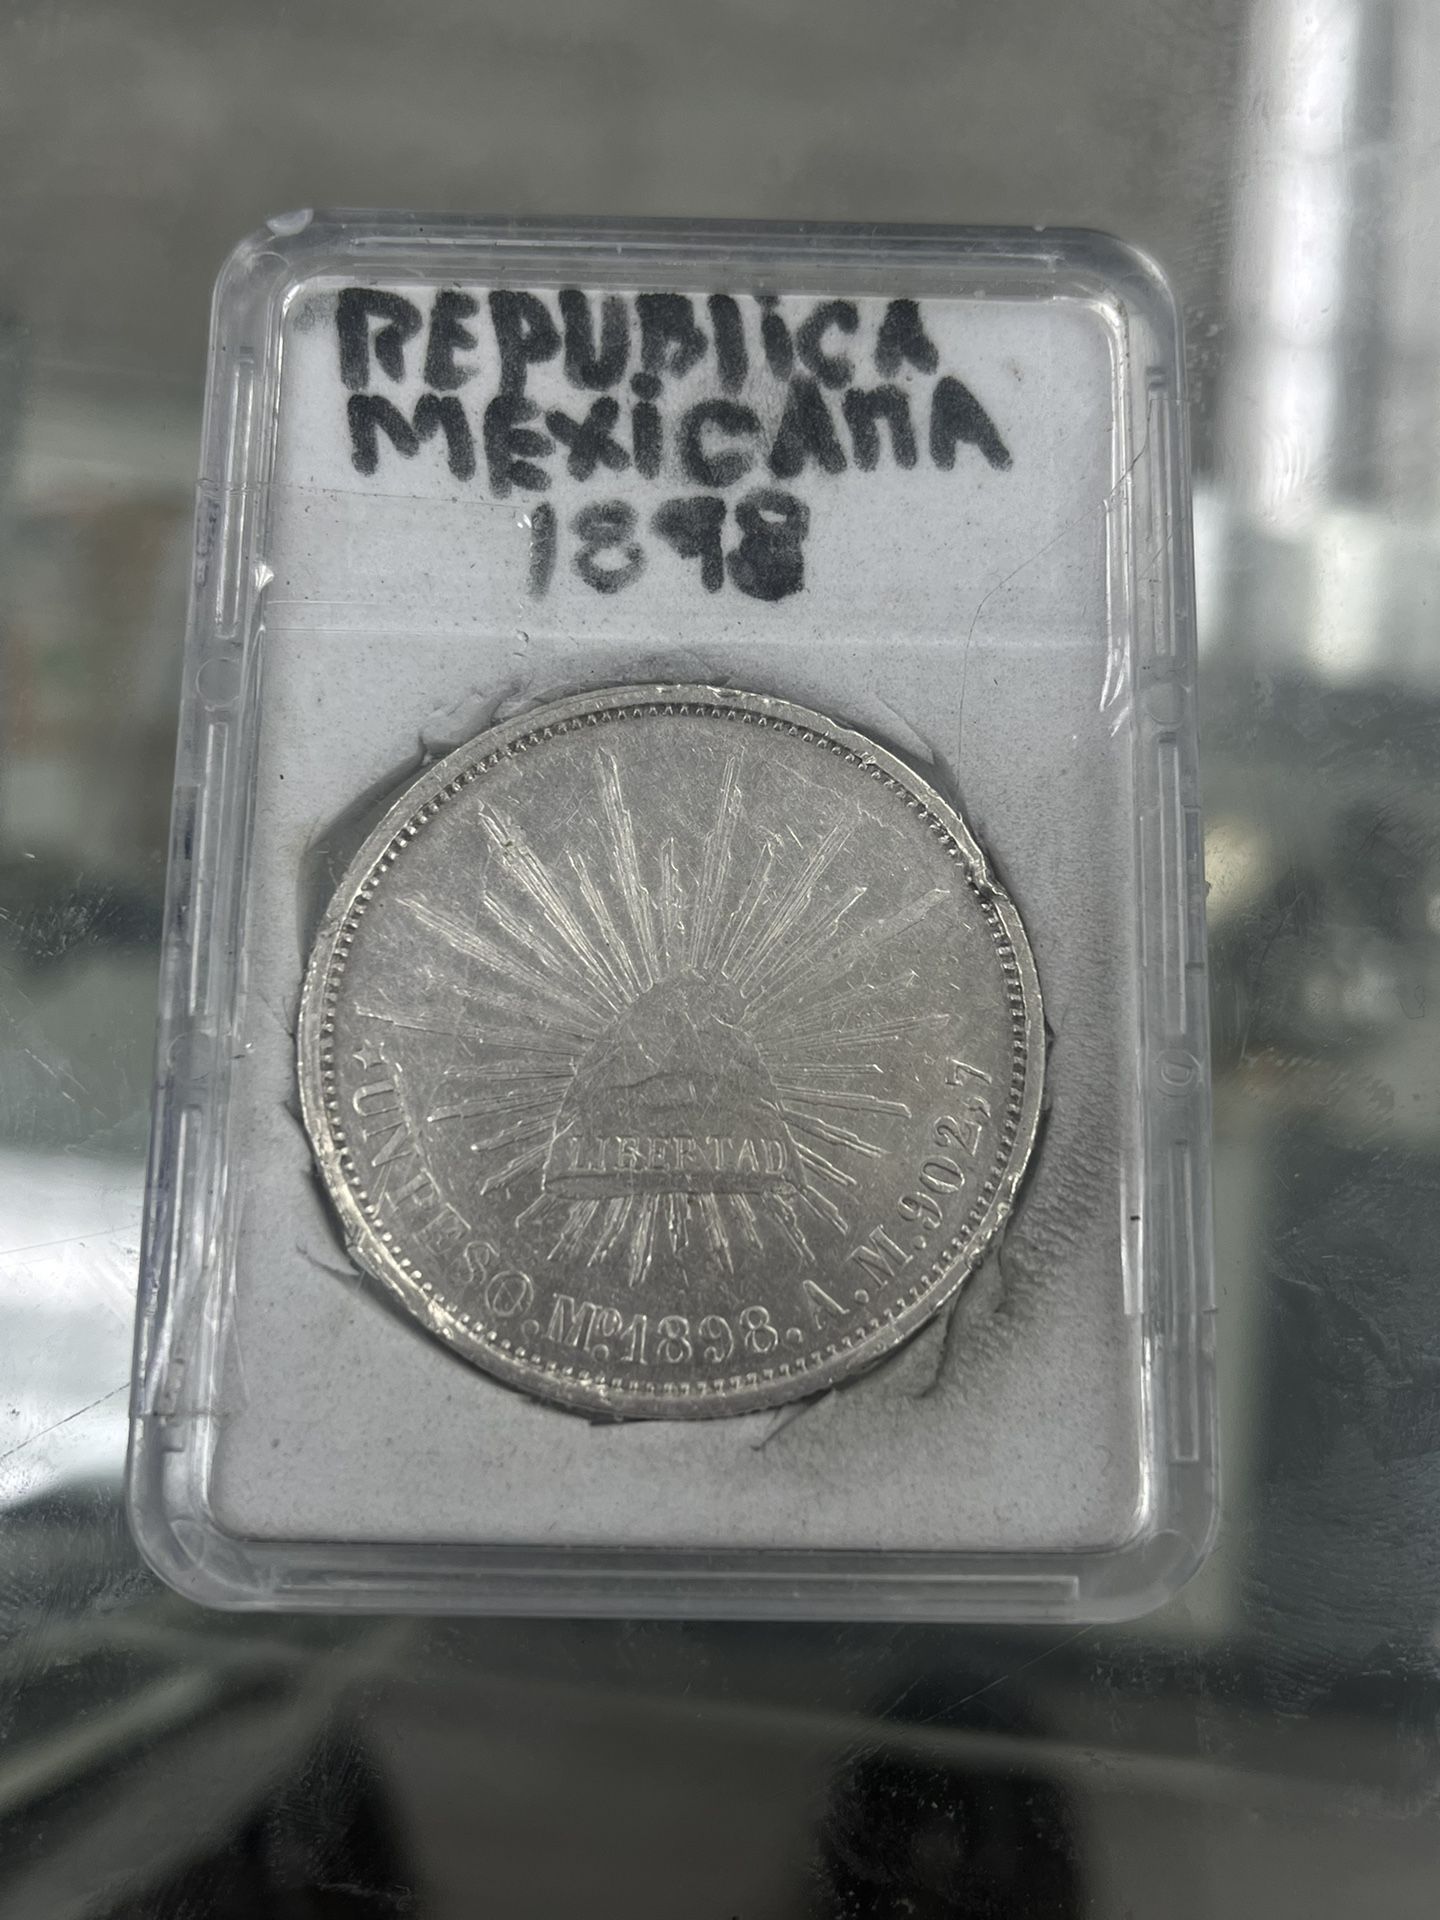 REPUBLICA
MEXICANA
1898
LIBERTAD
UN PESO. Mo. 1898. A. M. 902,7